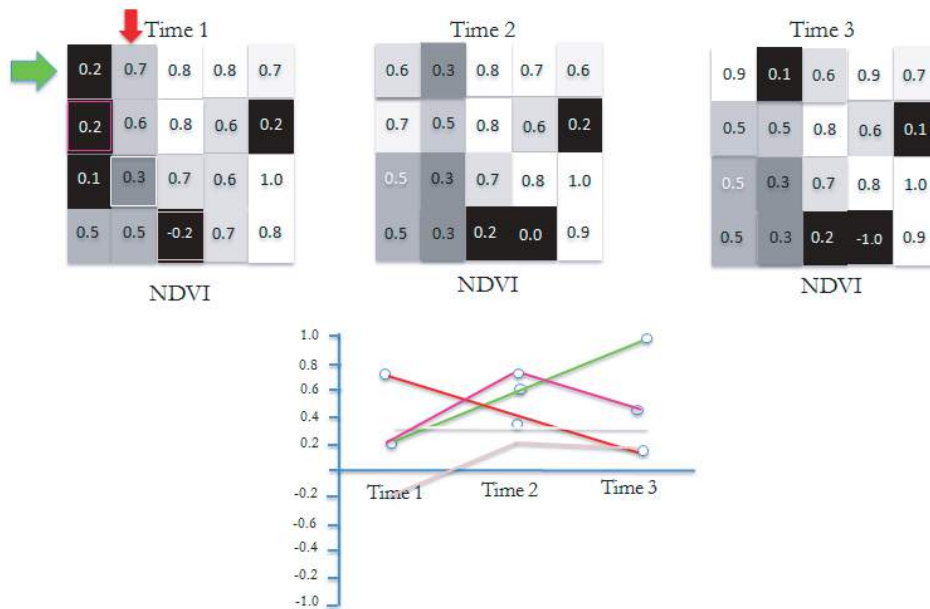 Time 1
0.2 0.7 0.8 0.8 0.7
0.2 0.6 0.8 0.6 0.2
0.1 0.3 0.7 0.6 1.0
0.5 0.5 -0.2 0.7 0.8
NDVI
Time 2
0.6 0.3 0.8 0.7 0.6
0.7 0.5 0.8 0.6 0.2
0.5 0.3 0.7 0.8 1.0
0.5 0.3 0.2 0.0 0.9
NDVI
Time 3
0.9 0.1 0.6 0.9 0.7
0.5 0.5 0.8 0.6 0.1
0.5 0.3 0.7 0.8 1.0
0.5 0.3 0.2 -1.0 0.9
NDVI
1.0
0.8
0.6
0.4
0.2
Time 1 Time 2 Time 3
-0.2
-0.6
-0.4
-0.2
-1.0